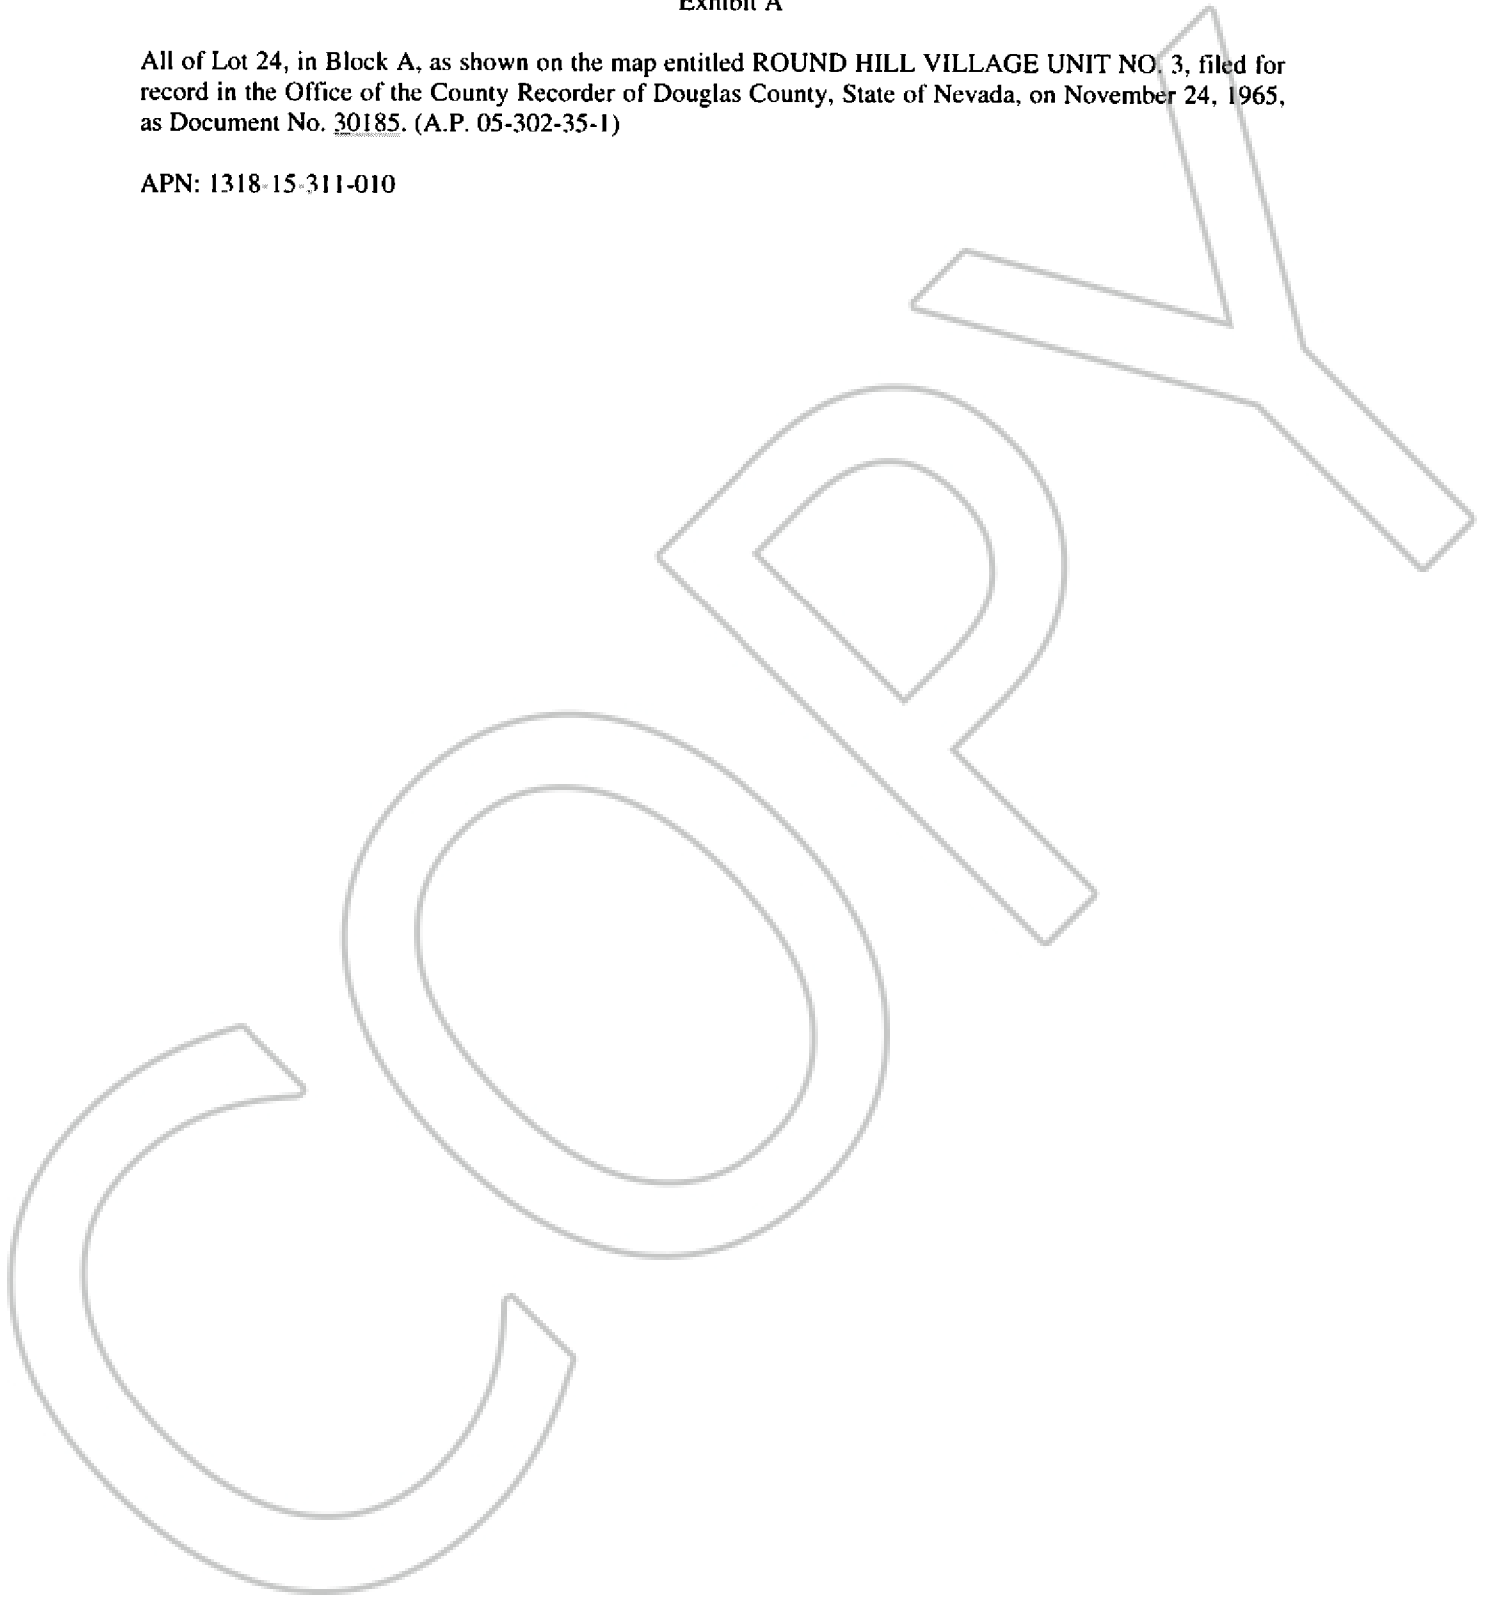 Exhibit A
All of Lot 24, in Block A, as shown on the map entitled ROUND HILL VILLAGE UNIT NO. 3, filed for
record in the Office of the County Recorder of Douglas County, State of Nevada, on November 24, 1965,
as Document No. 30185. (A.P. 05-302-35-1)
APN: 1318-15-311-010
COPY